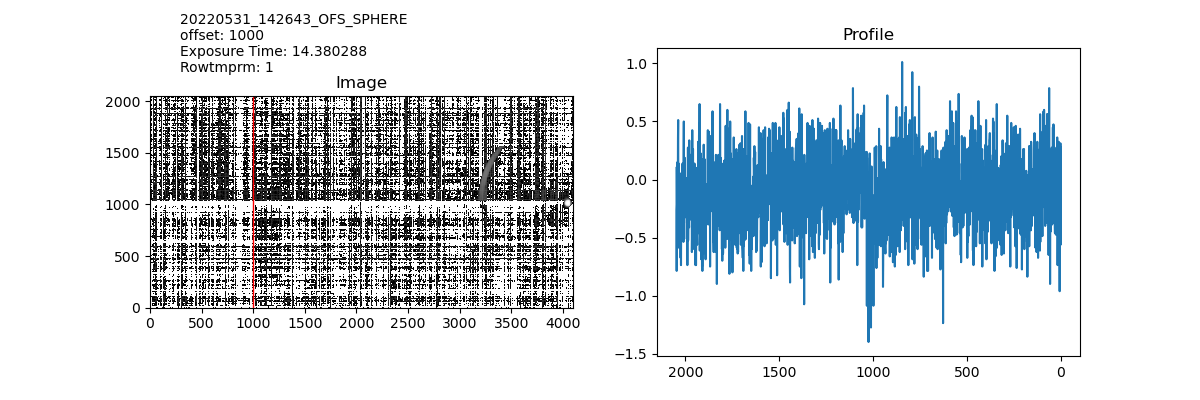 20220531_142643_OFS_SPHERE
offset: 1000
Exposure Time: 14.380288
Rowtmprm: 1
Image
2000
1500
1000
500
0
0 500 1000 1500 2000 2500 3000 3500 4000
Profile
1.0
0.5
0.0
−0.5
−1.0
−1.5
2000 1500 1000 500 0